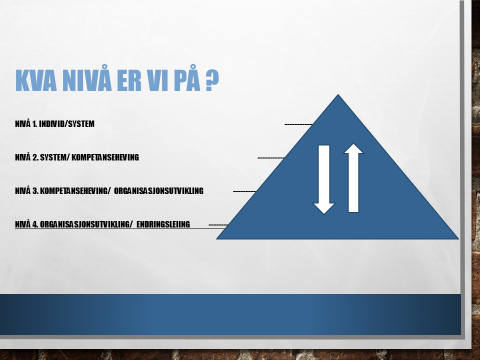 KVA NIVÅ ER VI PÅ ?
NIVÅ 1. INDIVID/SYSTEM
NIVÅ 2. SYSTEM/ KOMPETANSEHEVING
NIVÅ 3. KOMPETANSEHEVING/ ORGANISASJONSUTVIKLING
NIVÅ 4. ORGANISASJONSUTVIKLING/ ENDRINGSLEIING